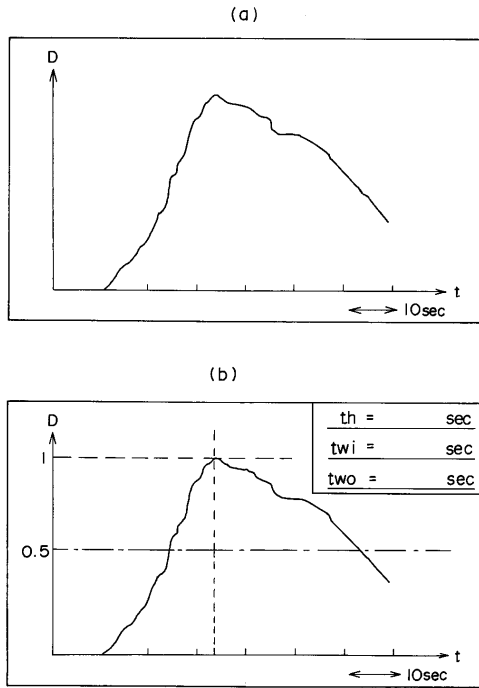 (a)
D
t
10sec
(b)
D
th = sec
twi = sec
two = sec
1
0.5
t
10sec